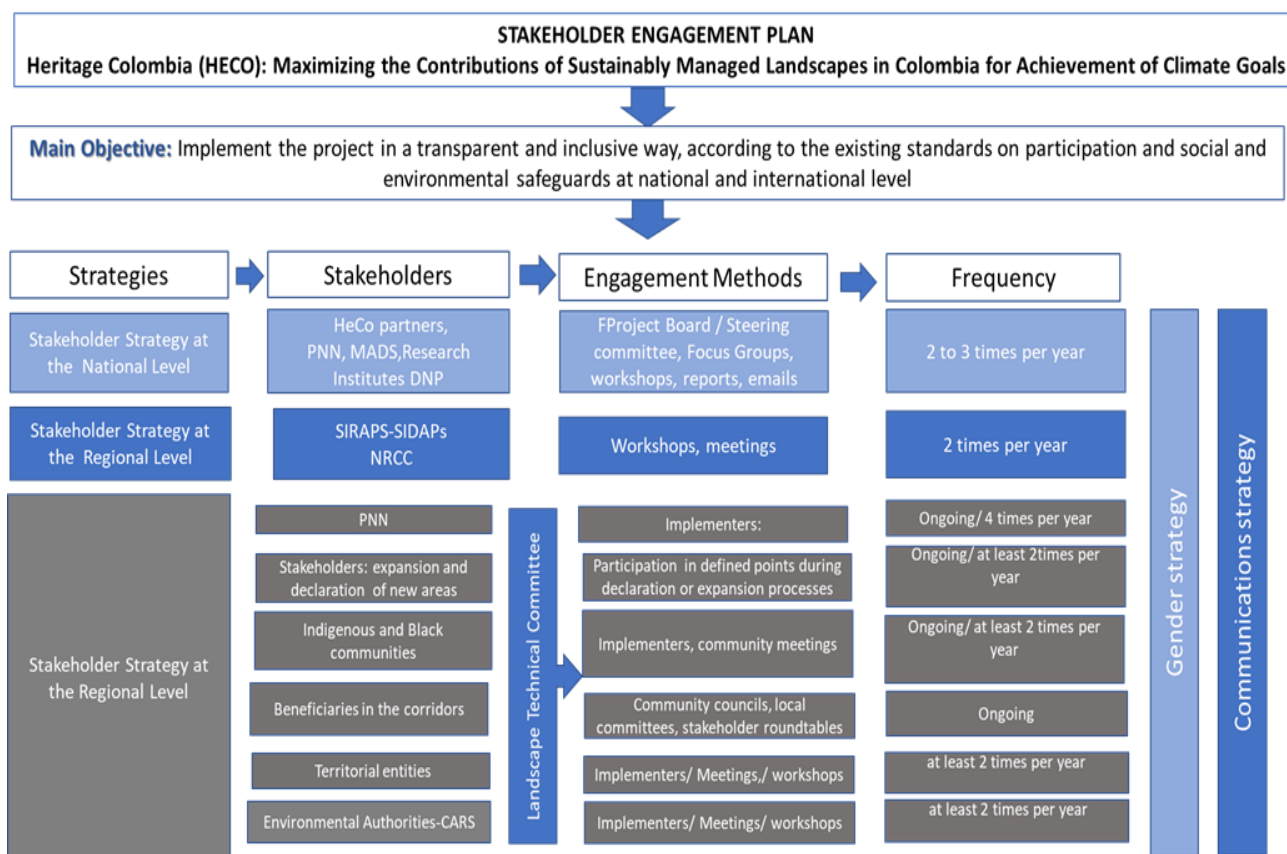 STAKEHOLDER ENGAGEMENT PLAN
Heritage Colombia (HECO): Maximizing the Contributions of Sustainably Managed Landscapes in Colombia for Achievement of Climate Goals
Main Objective: Implement the project in a transparent and inclusive way, according to the existing standards on participation and social and
environmental safeguards at national and international level
Strategies
Stakeholders
Engagement Methods
Frequency
Stakeholder Strategy at
the National Level
HeCo partners,
PNN, MADS,Research
Institutes DNP
FProject Board / Steering
committee, Focus Groups,
workshops, reports, emails
2 to 3 times per year
Stakeholder Strategy at
the Regional Level
SIRAPS-SIDAPs
NRCC
Workshops, meetings
2 times per year
Stakeholder Strategy at
the Regional Level
PNN
Implementers:
Ongoing/ 4 times per year
Stakeholders: expansion and
declaration of new areas
Participation in defined points during
declaration or expansion processes
Ongoing/ at least 2times per
year
Indigenous and Black
communities
Implementers, community meetings
Ongoing/ at least 2 times per
year
Beneficiaries in the corridors
Community councils, local
committees, stakeholder roundtables
Ongoing
Territorial entities
Implementers/ Meetings,/ workshops
at least 2 times per year
Environmental Authorities-CARS
Implementers/ Meetings/ workshops
at least 2 times per year
Landscape Technical Committee
Gender strategy
Communications strategy